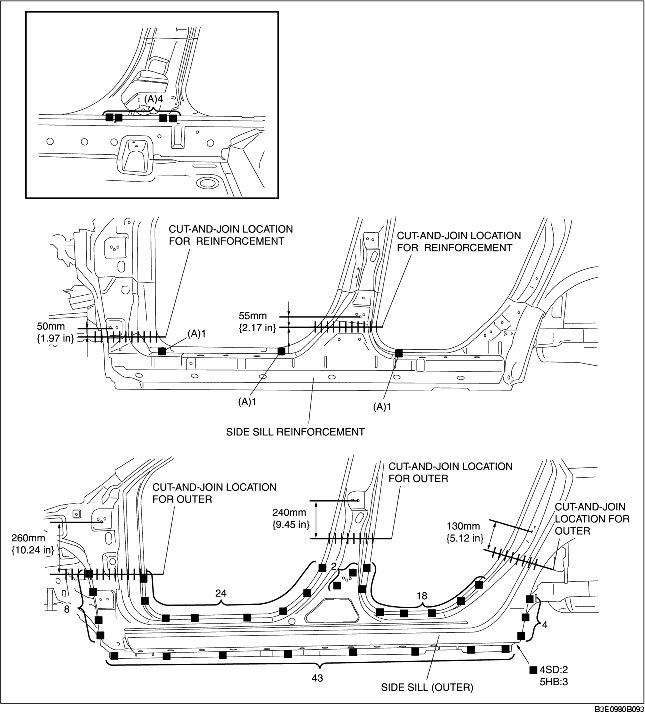 (A)4
CUT-AND-JOIN LOCATION
FOR REINFORCEMENT
CUT-AND-JOIN LOCATION
FOR REINFORCEMENT
50mm
{1.97 in}
55mm
{2.17 in}
(A)1
(A)1
(A)1
SIDE SILL REINFORCEMENT
CUT-AND-JOIN LOCATION
FOR OUTER
CUT-AND-JOIN LOCATION
FOR OUTER
CUT-AND-JOIN
LOCATION FOR
OUTER
260mm
{10.24 in}
240mm
{9.45 in}
130mm
{5.12 in}
24
2
18
8
4
43
SIDE SILL (OUTER)
4SD:2
5HB:3
B3E0980B093